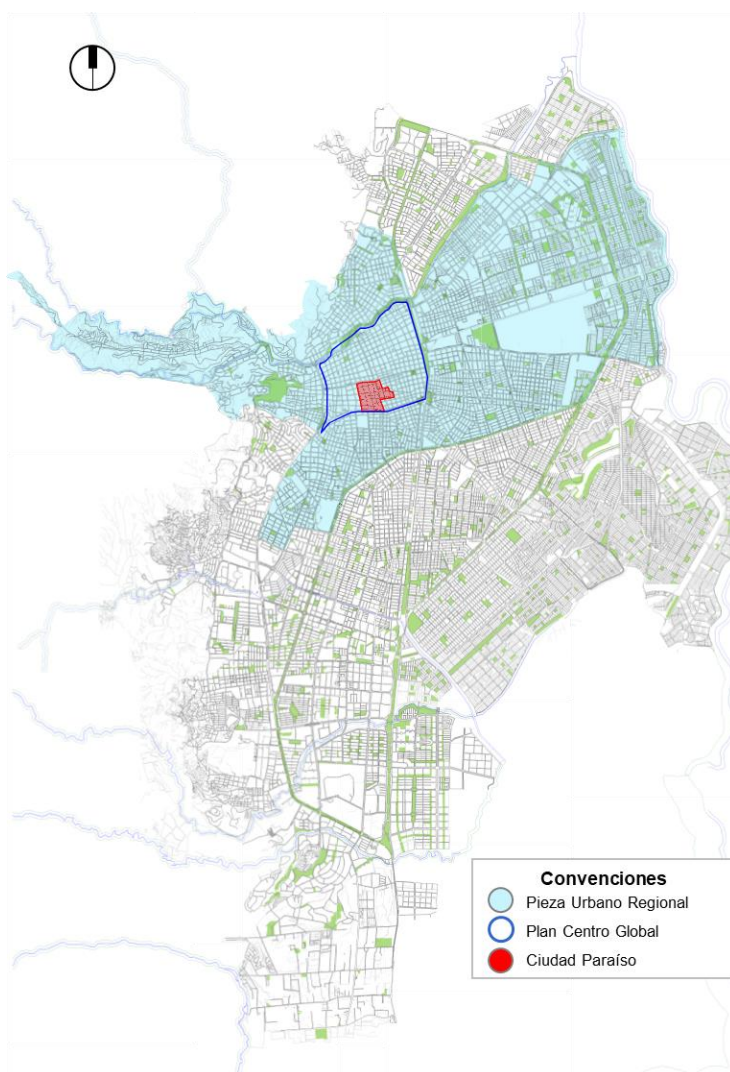 Convenciones
Pieza Urbano Regional
Plan Centro Global
Ciudad Paraíso